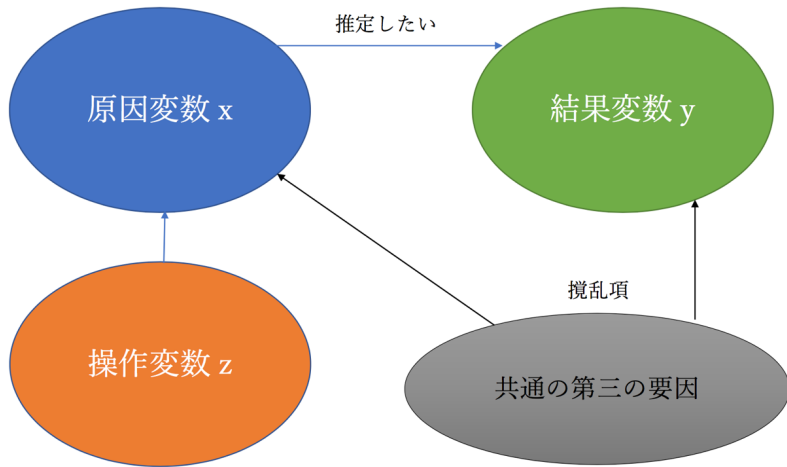 推定したい
原因変数 x
結果変数 y
撹乱項
操作変数 z
共通の第三の要因